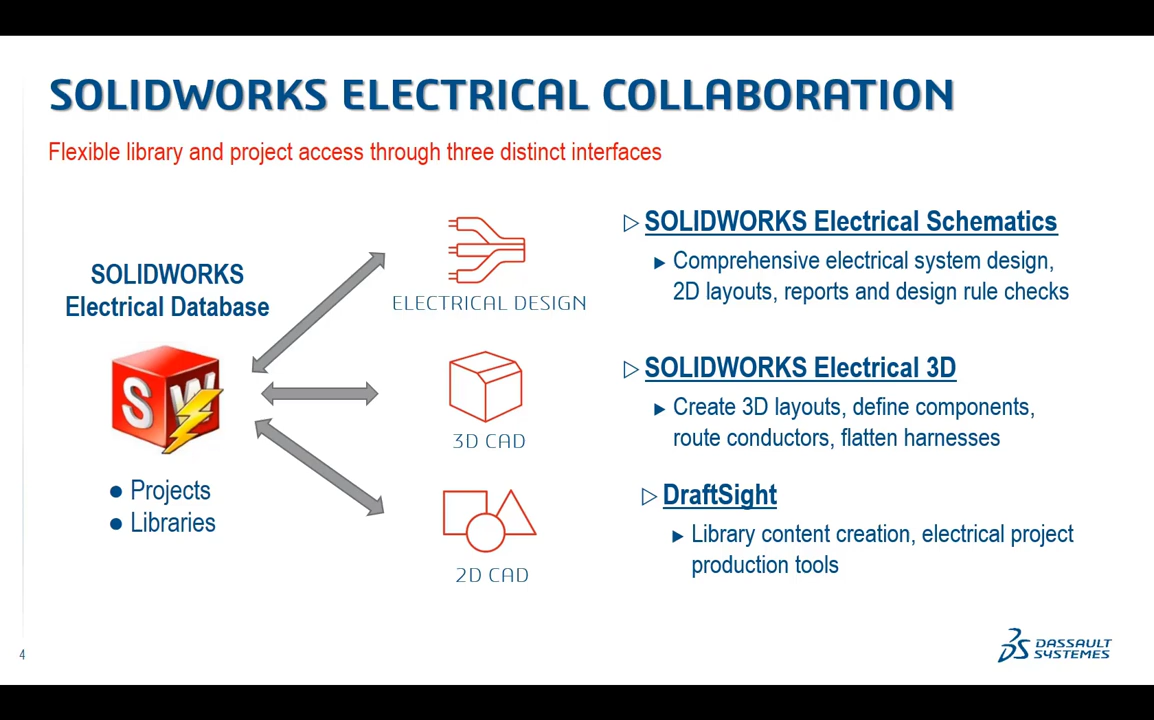 SOLIDWORKS ELECTRICAL COLLABORATION
Flexible library and project access through three distinct interfaces
SOLIDWORKS
Electrical Database
SW
● Projects
● Libraries
ELECTRICAL DESIGN
3D CAD
2D CAD
▷ SOLIDWORKS Electrical Schematics
▶ Comprehensive electrical system design,
2D layouts, reports and design rule checks
▷ SOLIDWORKS Electrical 3D
▶ Create 3D layouts, define components,
route conductors, flatten harnesses
▷ DraftSight
▶ Library content creation, electrical project
production tools
4
3DS DASSAULT
SYSTEMES